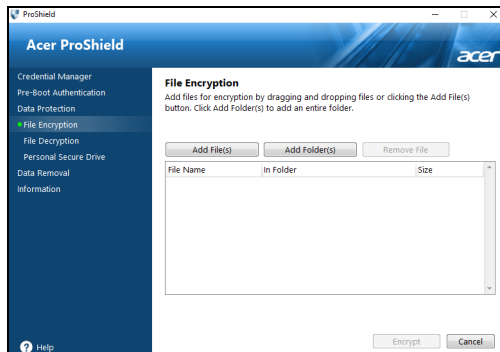 ProShield
Acer ProShield
acer
Credential Manager
Pre-Boot Authentication
Data Protection
File Encryption
File Decryption
Personal Secure Drive
Data Removal
Information
Help
File Encryption
Add files for encryption by dragging and dropping files or clicking the Add File(s)
button. Click Add Folder(s) to add an entire folder.
Add File(s) Add Folder(s) Remove File
File Name In Folder Size
Encrypt Cancel